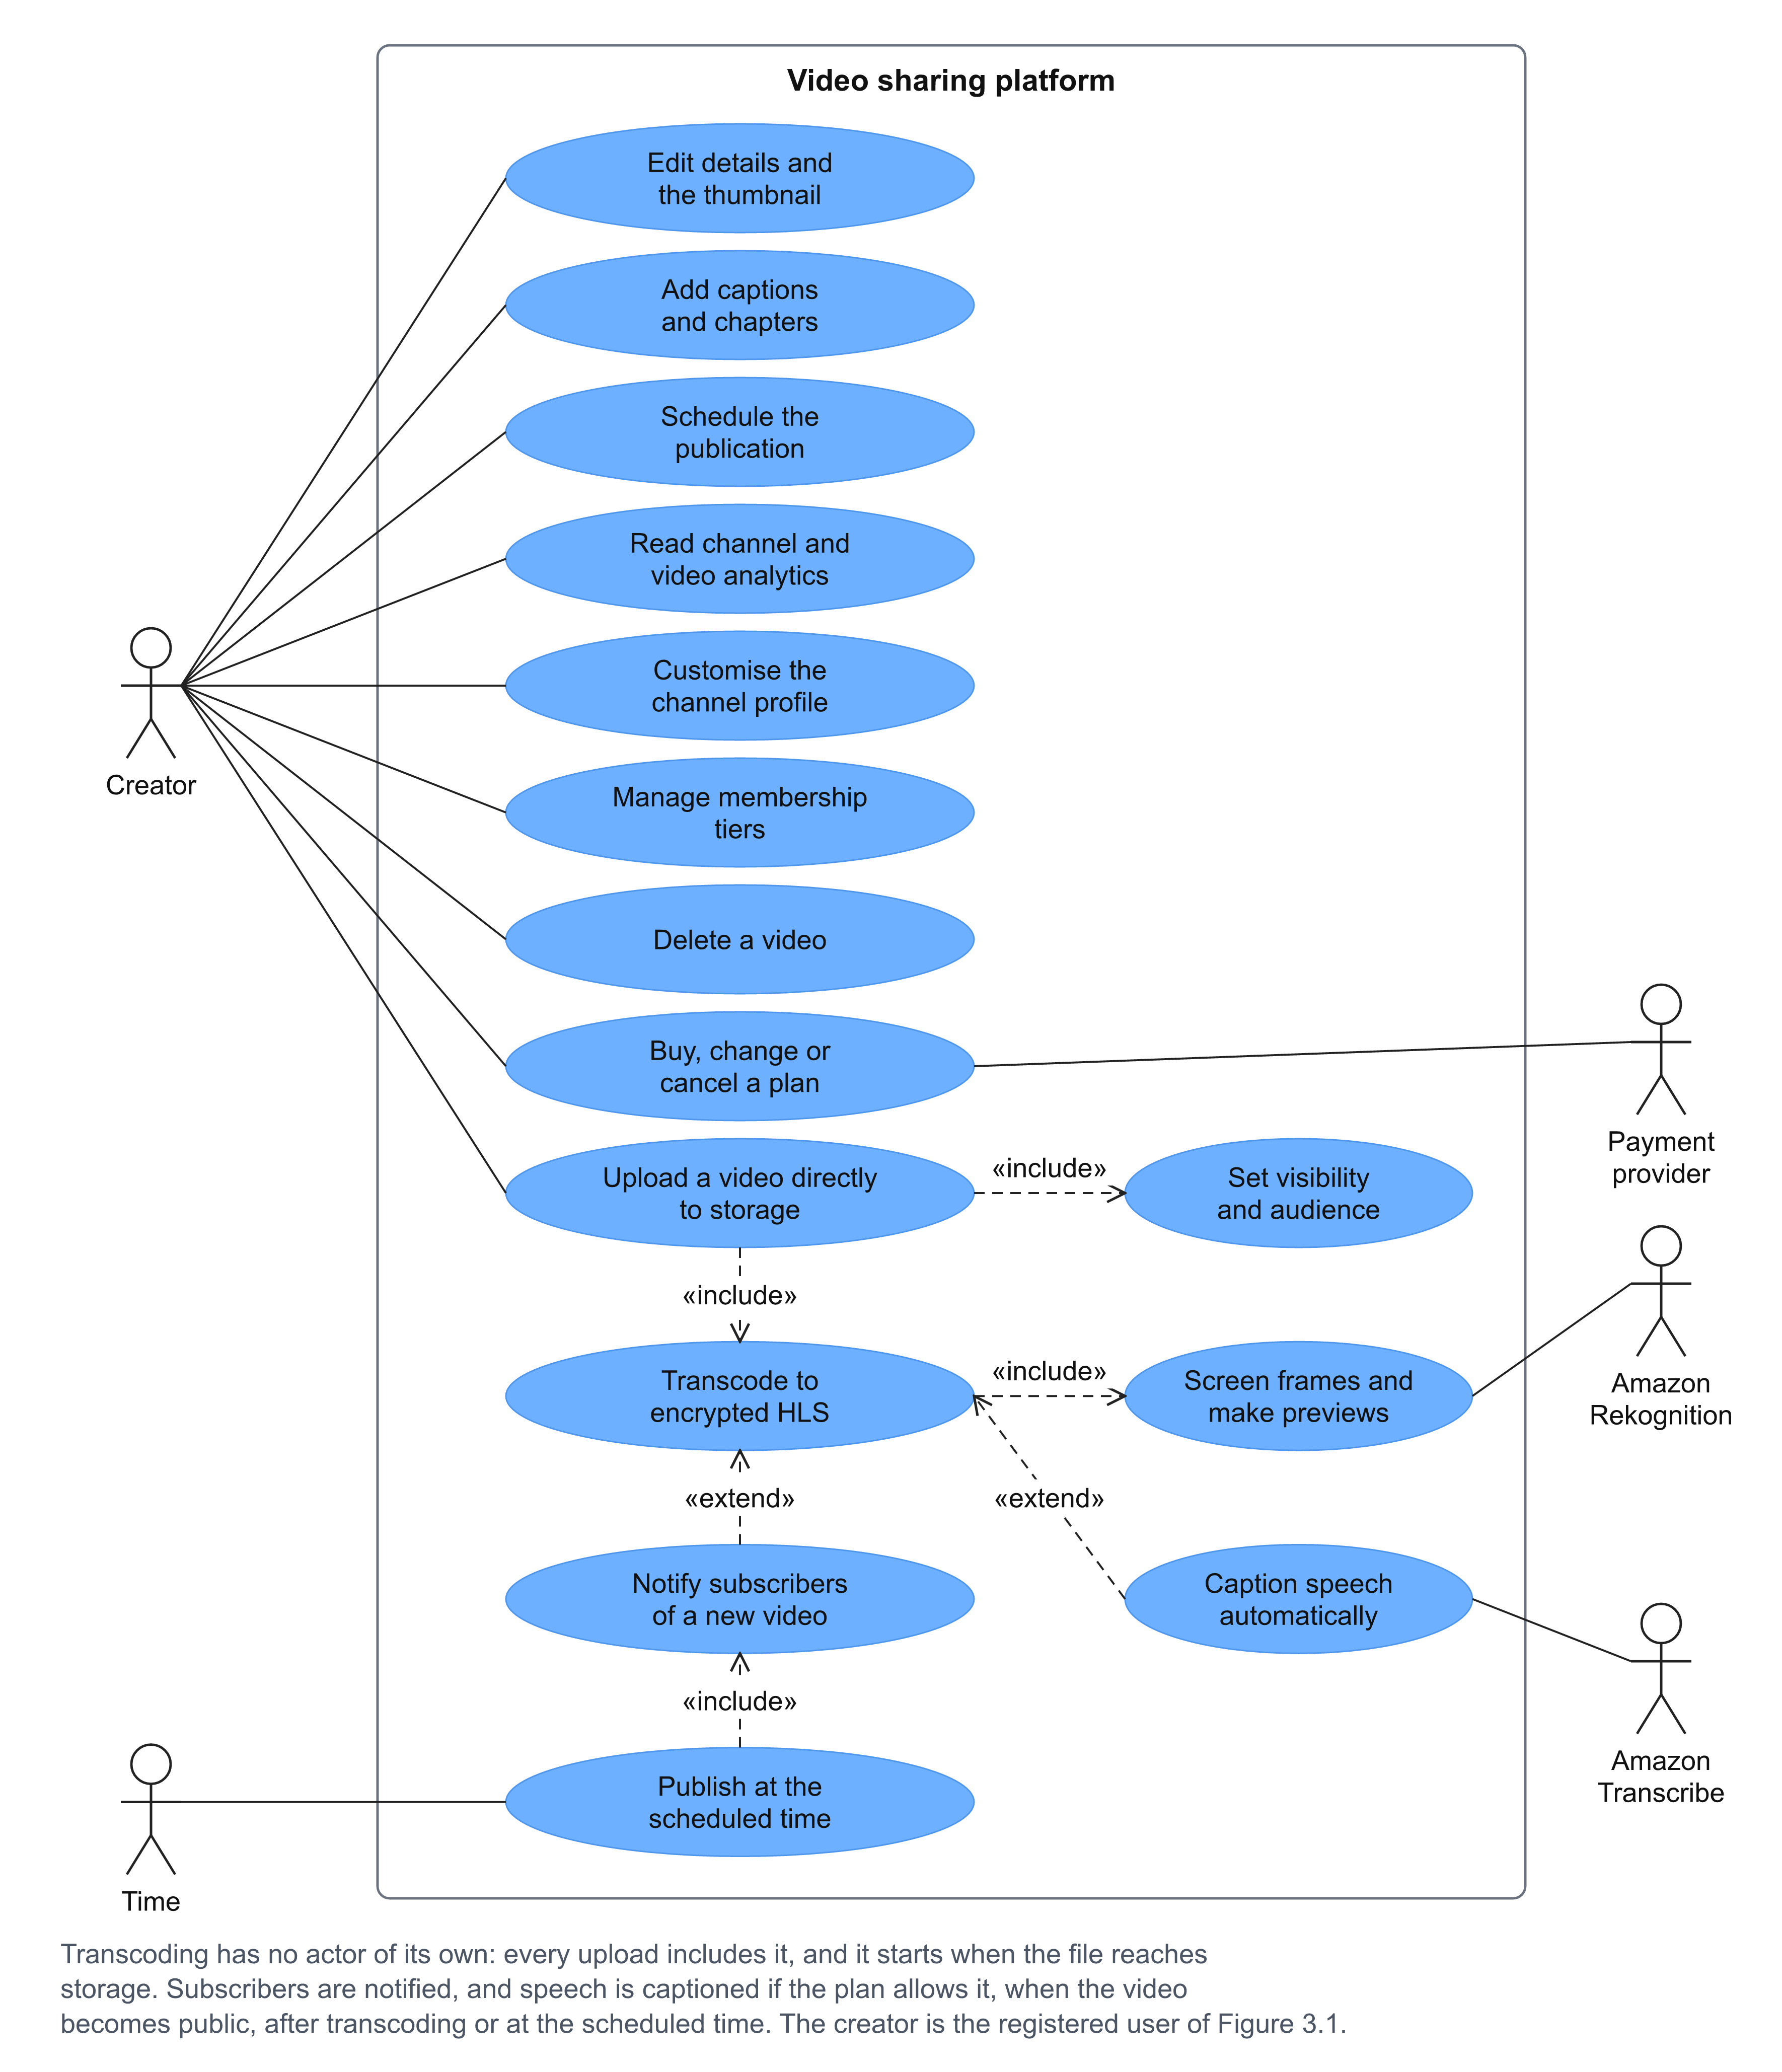 Video sharing platform
Edit details and
the thumbnail
Add captions
and chapters
Schedule the
publication
Read channel and
video analytics
Customise the
channel profile
Creator
Manage membership
tiers
Delete a video
Buy, change or
cancel a plan
Payment
provider
Upload a video directly
to storage
«include»
Set visibility
and audience
«include»
Transcode to
encrypted HLS
«include»
Screen frames and
make previews
Amazon
Rekognition
«extend»
«extend»
Notify subscribers
of a new video
Caption speech
automatically
«include»
Amazon
Transcribe
Publish at the
scheduled time
Time
Transcoding has no actor of its own: every upload includes it, and it starts when the file reaches
storage. Subscribers are notified, and speech is captioned if the plan allows it, when the video
becomes public, after transcoding or at the scheduled time. The creator is the registered user of Figure 3.1.